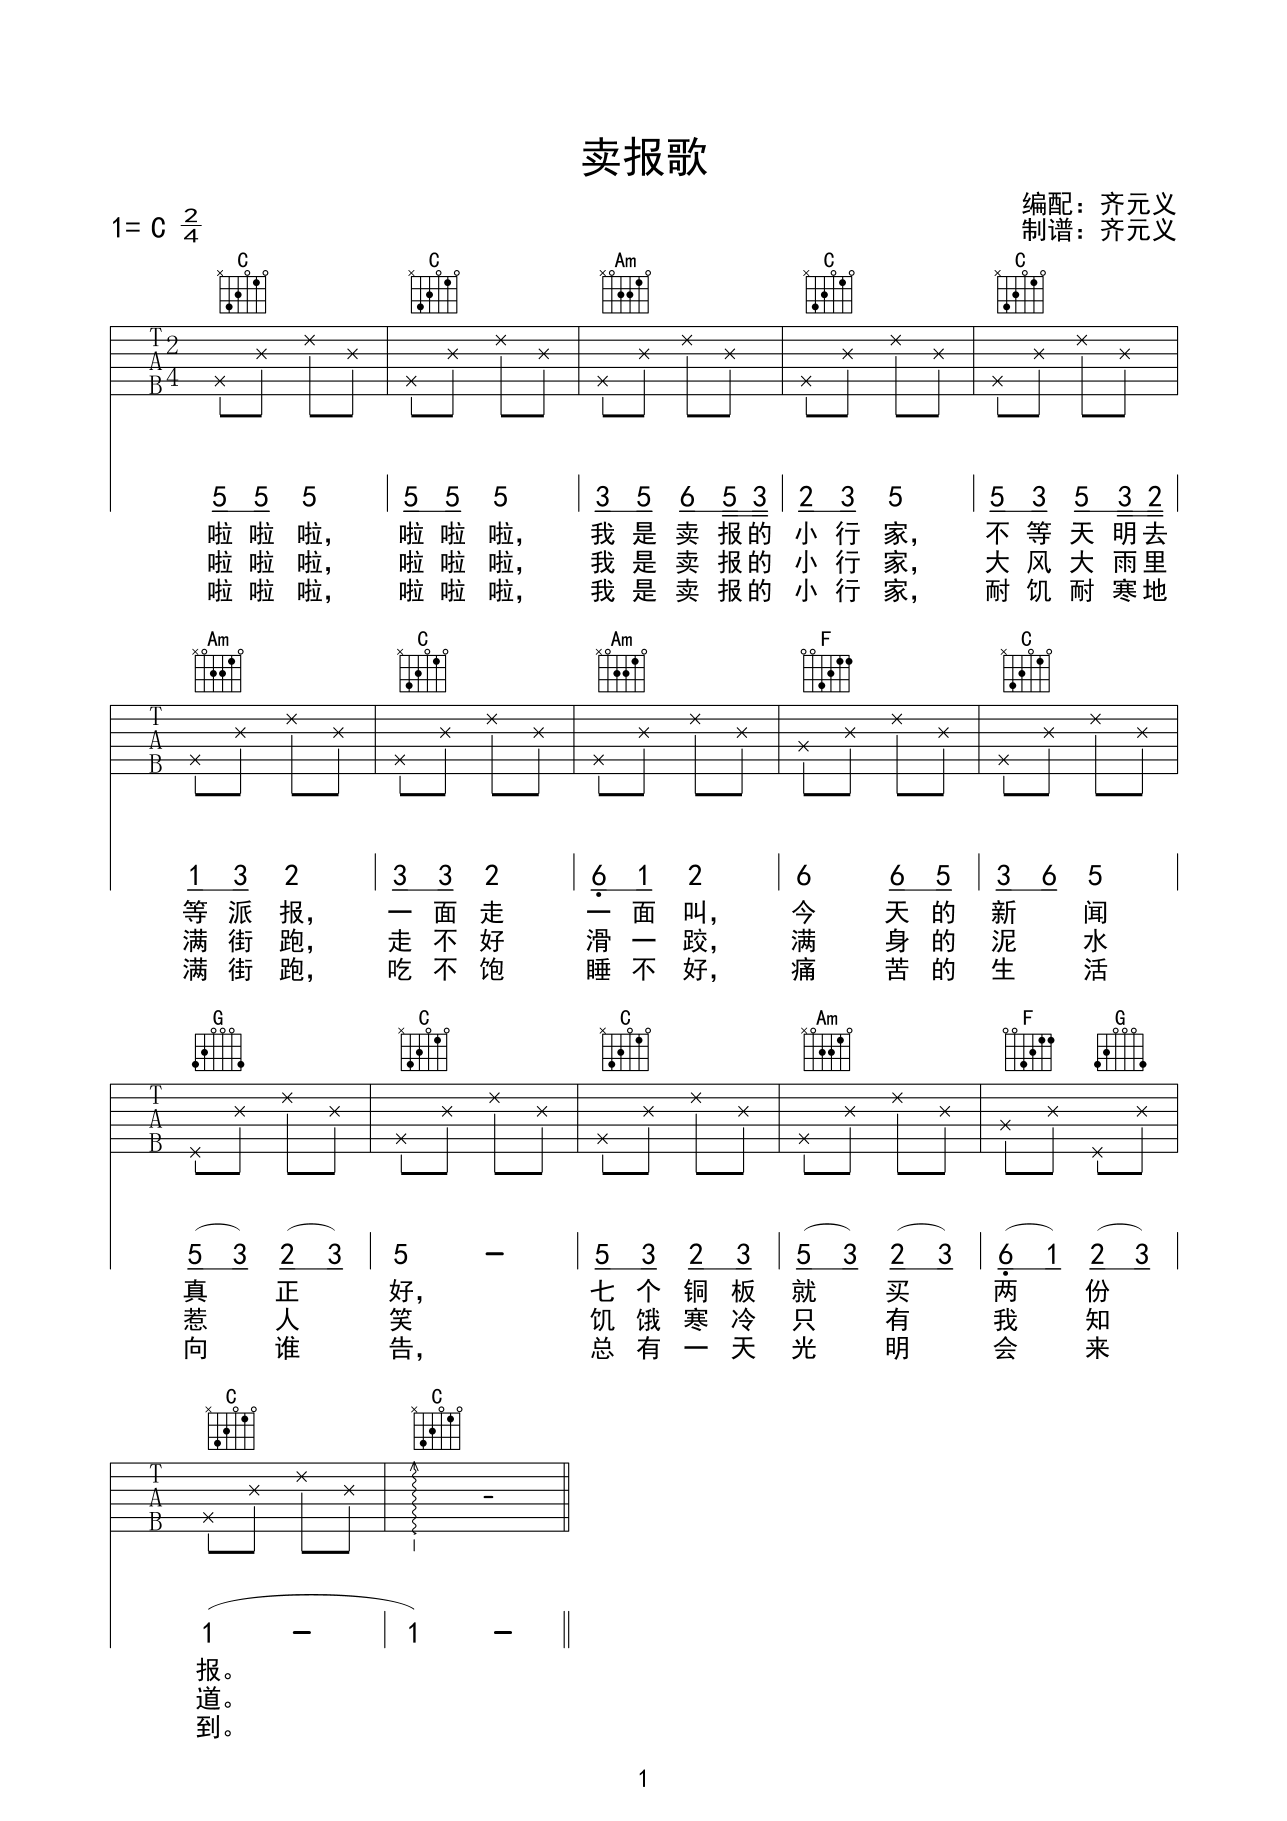 卖报歌
编配：齐元义
1= C 2/4
制谱：齐元义
C C Am C C
T A B 2 4
5 5 5 5 5 5 3 5 6 5 3 2 3 5 5 3 5 3 2
啦 啦 啦， 啦 啦 啦， 我 是 卖 报 的 小 行 家， 不 等 天 明 去
啦 啦 啦， 啦 啦 啦， 我 是 卖 报 的 小 行 家， 大 风 大 雨 里
啦 啦 啦， 啦 啦 啦， 我 是 卖 报 的 小 行 家， 耐 饥 耐 寒 地
Am C Am F C
T A B
1 3 2 3 3 2 6 1 2 6 6 5 3 6 5
等 派 报， 一 面 走 一 面 叫， 今 天 的 新 闻
满 街 跑， 走 不 好 滑 一 跤， 满 身 的 泥 水
满 街 跑， 吃 不 饱 睡 不 好， 痛 苦 的 生 活
G C C Am F G
T A B
5 3 2 3 5 - 5 3 2 3 5 3 2 3 6 1 2 3
真 正 好， 七 个 铜 板 就 买 两 份
惹 人 笑 饥 饿 寒 冷 只 有 我 知
向 谁 告， 总 有 一 天 光 明 会 来
C C
T A B
1 - 1 -
报。
道。
到。
1